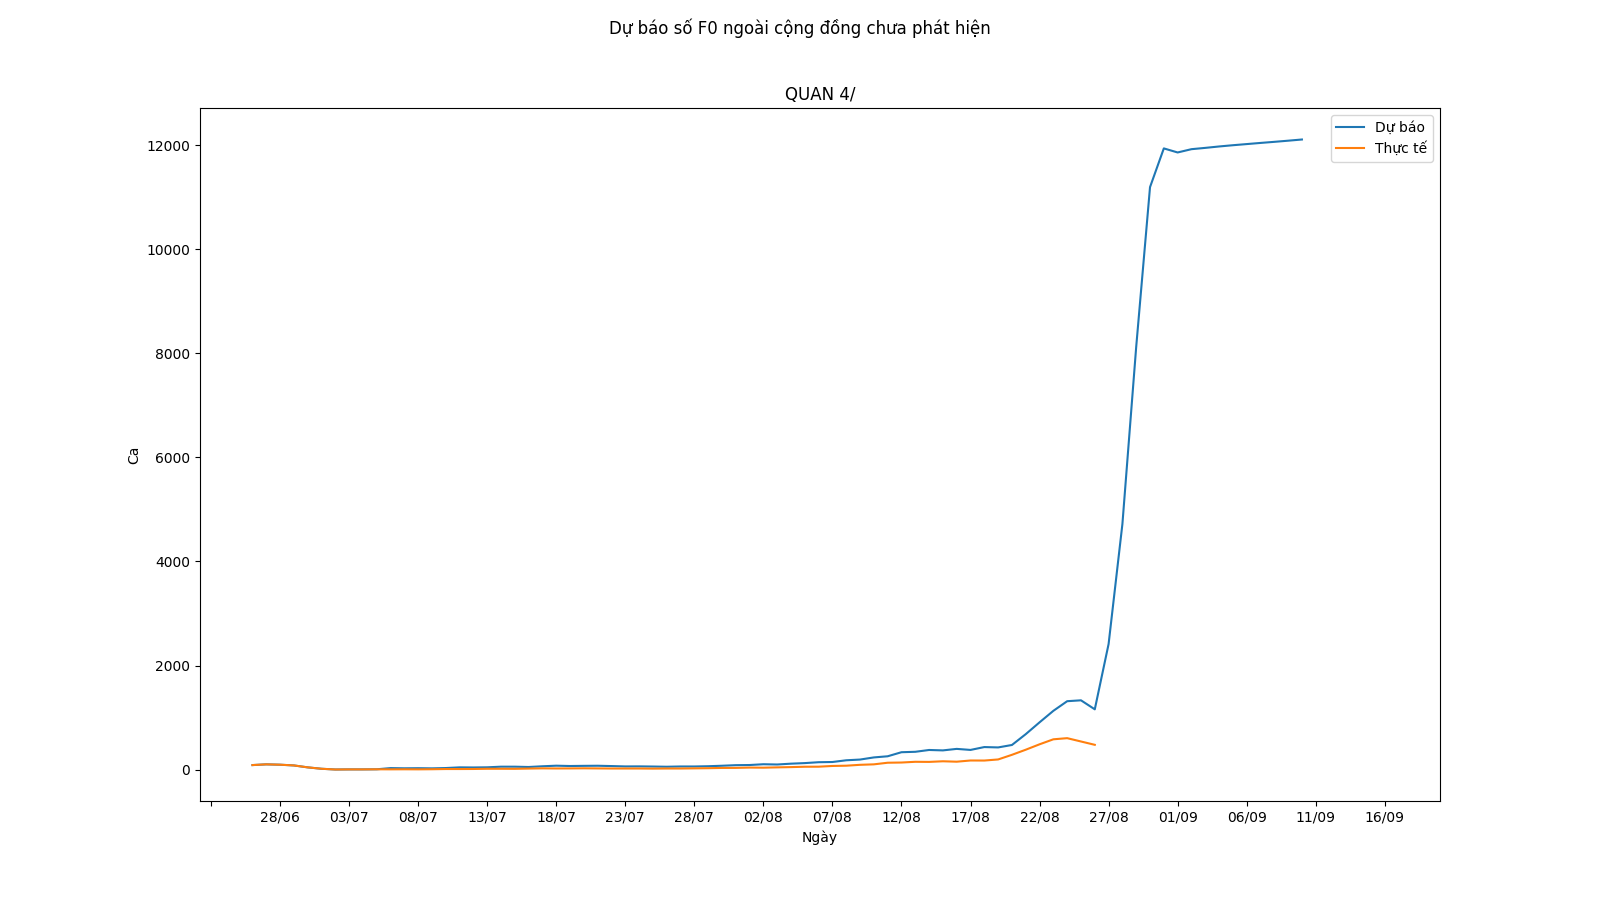 Dự báo số F0 ngoài cộng đồng chưa phát hiện
QUAN 4/
Dự báo
Thực tế
12000
10000
8000
6000
4000
2000
0
Ca
28/06 03/07 08/07 13/07 18/07 23/07 28/07 02/08 07/08 12/08 17/08 22/08 27/08 01/09 06/09 11/09 16/09
Ngày